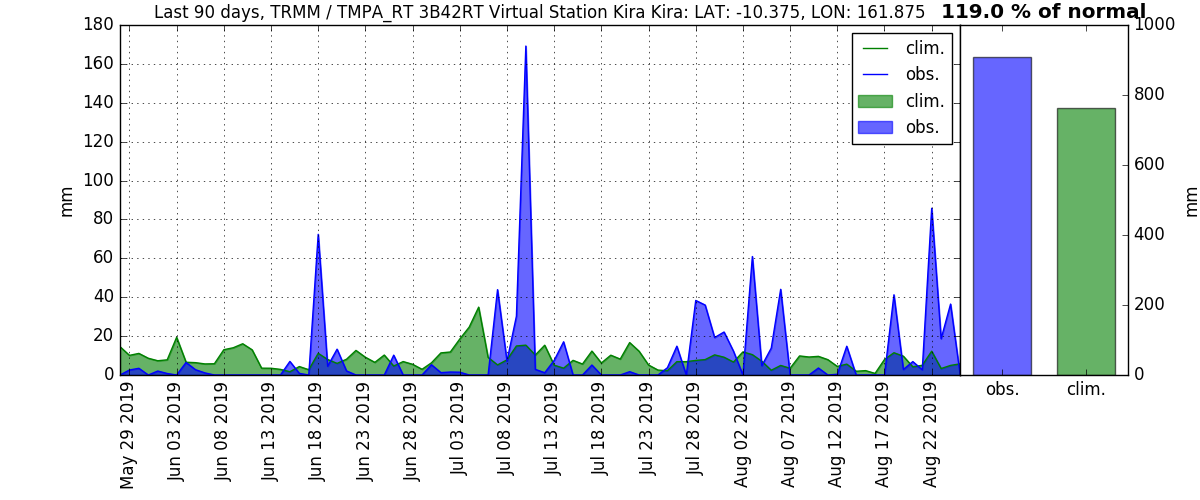 Last 90 days, TRMM / TMPA_RT 3B42RT Virtual Station Kira Kira: LAT: -10.375, LON: 161.875 119.0 % of normal
180
160
140
120
100
80
60
40
20
0
mm
clim.
obs.
clim.
obs.
May 29 2019
Jun 03 2019
Jun 08 2019
Jun 13 2019
Jun 18 2019
Jun 23 2019
Jun 28 2019
Jul 03 2019
Jul 08 2019
Jul 13 2019
Jul 18 2019
Jul 23 2019
Jul 28 2019
Aug 02 2019
Aug 07 2019
Aug 12 2019
Aug 17 2019
Aug 22 2019
1000
800
600
400
200
0
mm
obs.
clim.